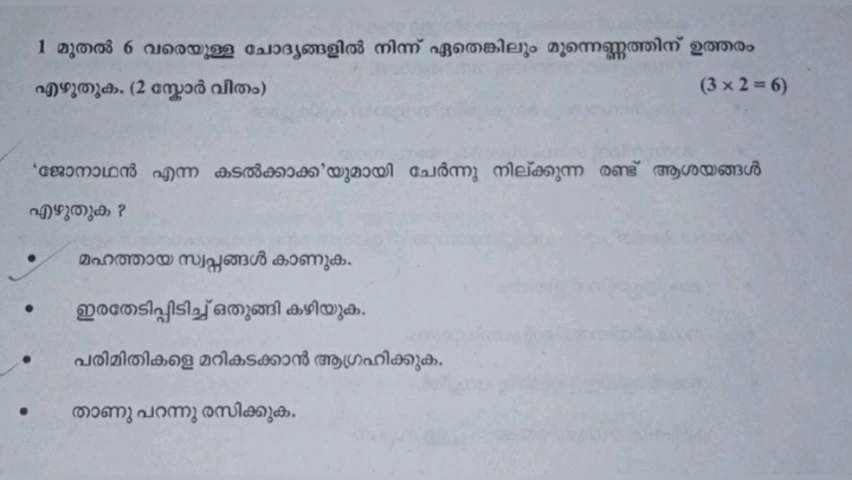 1 മുതൽ 6 വരെയുള്ള ചോദ്യങ്ങളിൽ നിന്ന് ഏതെങ്കിലും മൂന്നെണ്ണത്തിന് ഉത്തരം
എഴുതുക. (2 സ്കോർ വീതം) (3 × 2 = 6)
'ജോനാഥൻ എന്ന കടൽക്കാക്ക'യുമായി ചേർന്നു നില്ക്കുന്ന രണ്ട് ആശയങ്ങൾ
എഴുതുക ?
• മഹത്തായ സ്വപ്നങ്ങൾ കാണുക.
• ഇരതേടിപ്പിടിച്ച് ഒതുങ്ങി കഴിയുക.
• പരിമിതികളെ മറികടക്കാൻ ആഗ്രഹിക്കുക.
• താണു പറന്നു രസിക്കുക.